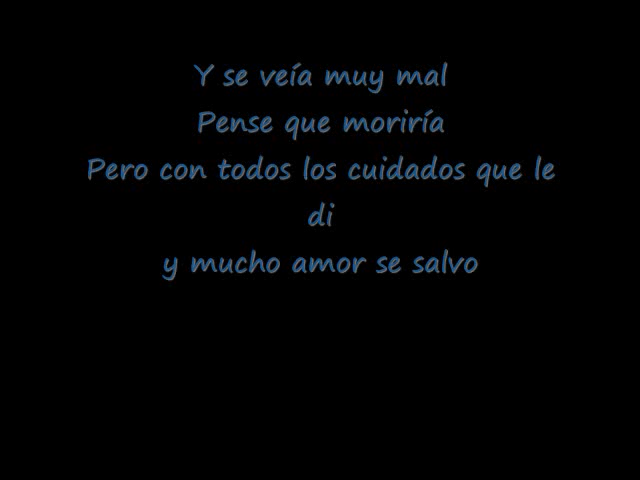 Y se veía muy mal
Pense que moriría
Pero con todos los cuidados que le
di
y mucho amor se salvo